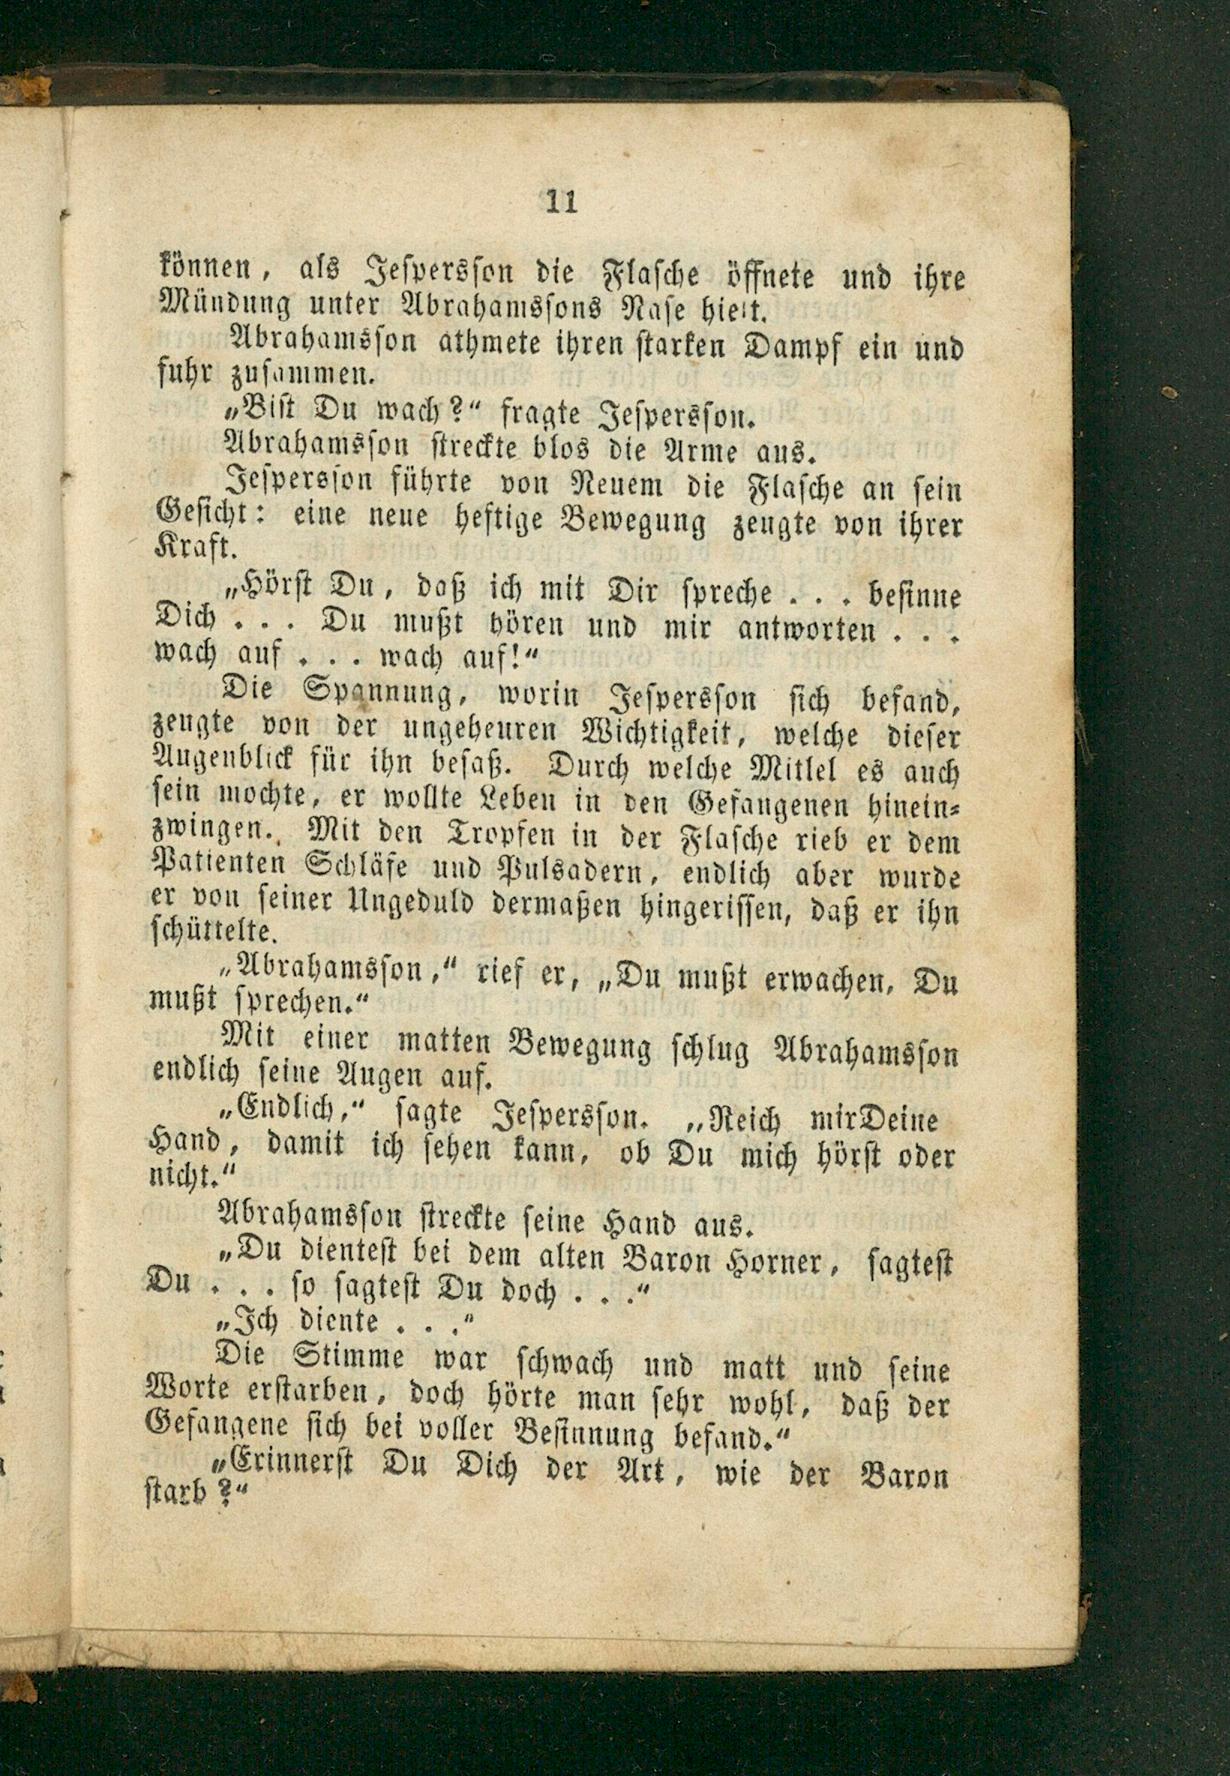 11
können, als Jespersson die Flasche öffnete und ihre
Mündung unter Abrahamssons Nase hielt.
Abrahamsson athmete ihren starken Dampf ein und
fuhr zusammen.
„Bist Du wach?“ fragte Jespersson.
Abrahamsson streckte blos die Arme aus.
Jespersson führte von Neuem die Flasche an sein
Gesicht: eine neue heftige Bewegung zeugte von ihrer
Kraft.
„Hörst Du, daß ich mit Dir spreche . . . besinne
Dich . . . Du mußt hören und mir antworten . . .
wach auf . . . wach auf!“
Die Spannung, worin Jespersson sich befand,
zeugte von der ungeheuren Wichtigkeit, welche dieser
Augenblick für ihn besaß. Durch welche Mitlel es auch
sein mochte, er wollte Leben in den Gefangenen hinein-
zwingen. Mit den Tropfen in der Flasche rieb er dem
Patienten Schläfe und Pulsadern, endlich aber wurde
er von seiner Ungeduld dermaßen hingerissen, daß er ihn
schüttelte.
„Abrahamsson,“ rief er, „Du mußt erwachen, Du
mußt sprechen.“
Mit einer matten Bewegung schlug Abrahamsson
endlich seine Augen auf.
„Endlich,“ sagte Jespersson. „Reich mirDeine
Hand, damit ich sehen kann, ob Du mich hörst oder
nicht.“
Abrahamsson streckte seine Hand aus.
„Du dientest bei dem alten Baron Horner, sagtest
Du . . . so sagtest Du doch . . .“
„Ich diente . . .“
Die Stimme war schwach und matt und seine
Worte erstarben, doch hörte man sehr wohl, daß der
Gefangene sich bei voller Besinnung befand.“
„Erinnerst Du Dich der Art, wie der Baron
starb?“